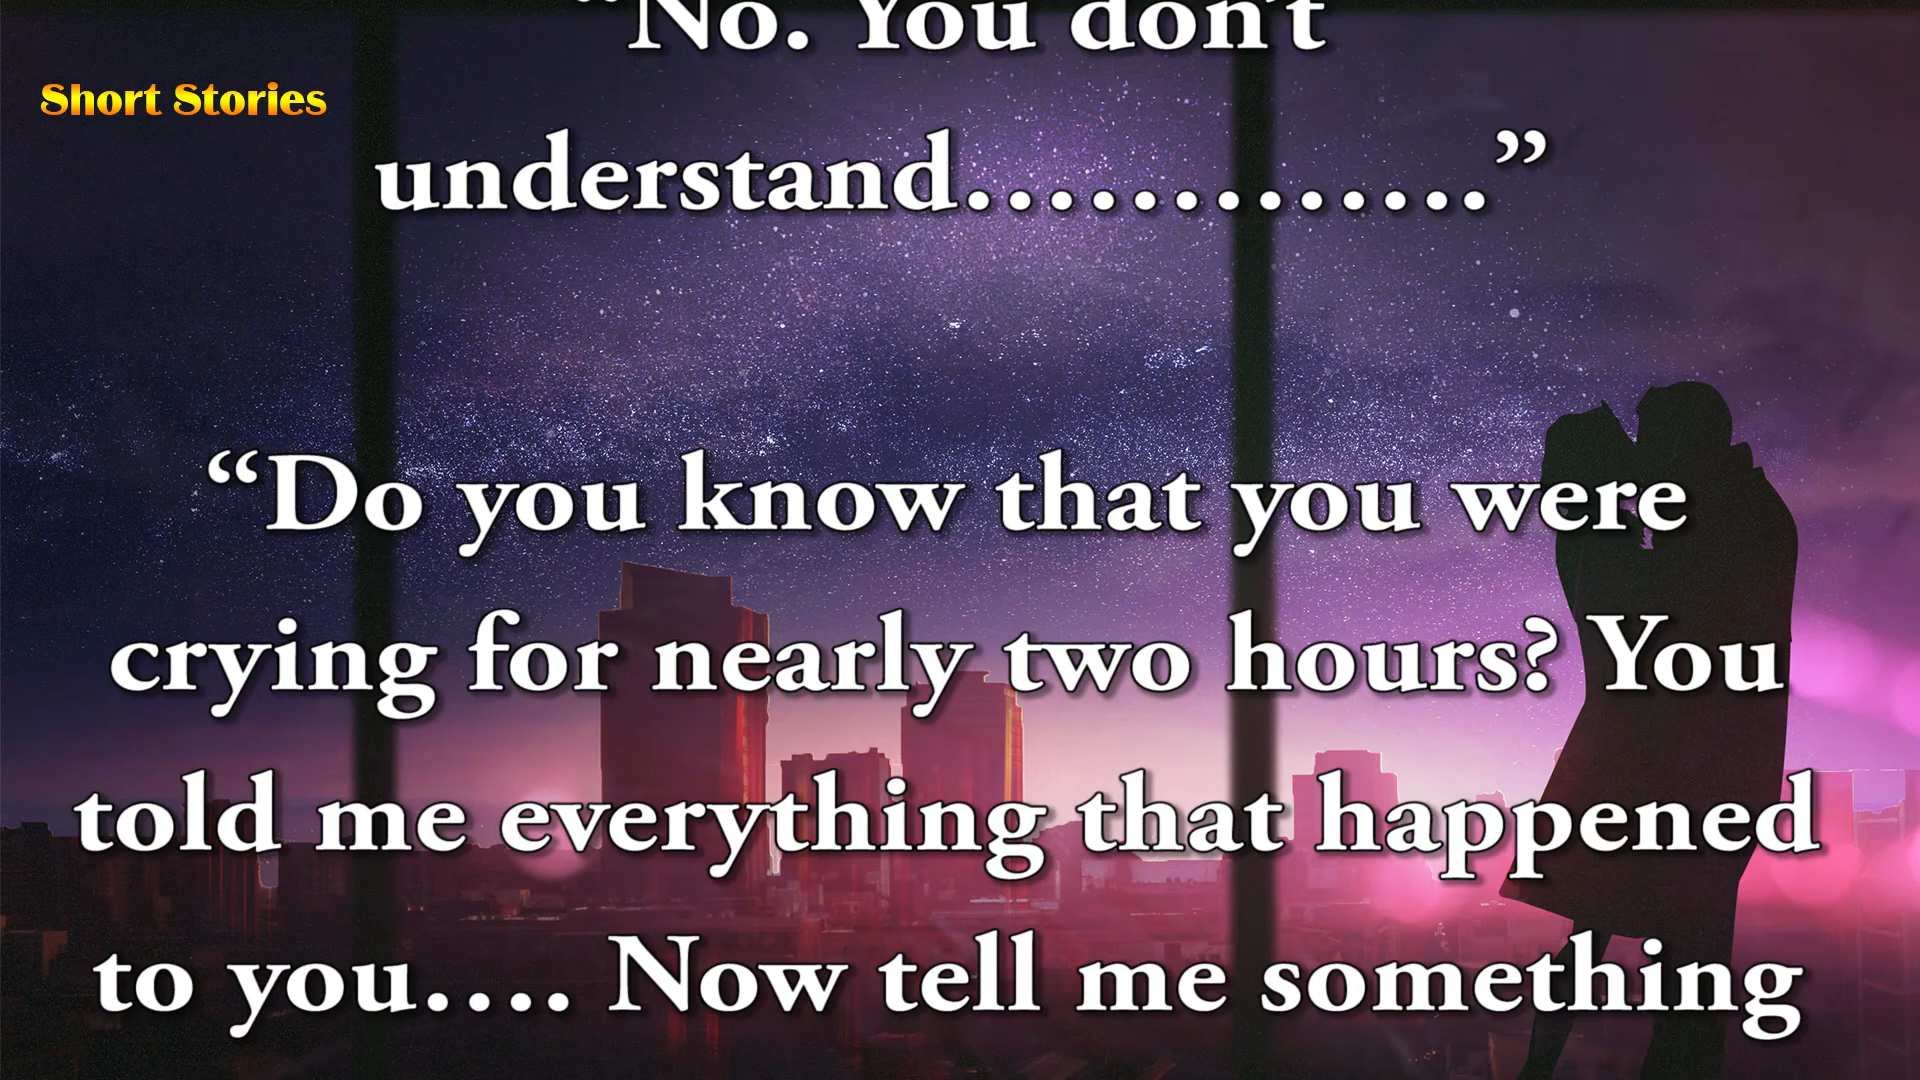 “No. You don't
Short Stories
understand..............”
“Do you know that you were
crying for nearly two hours? You
told me everything that happened
to you.... Now tell me something